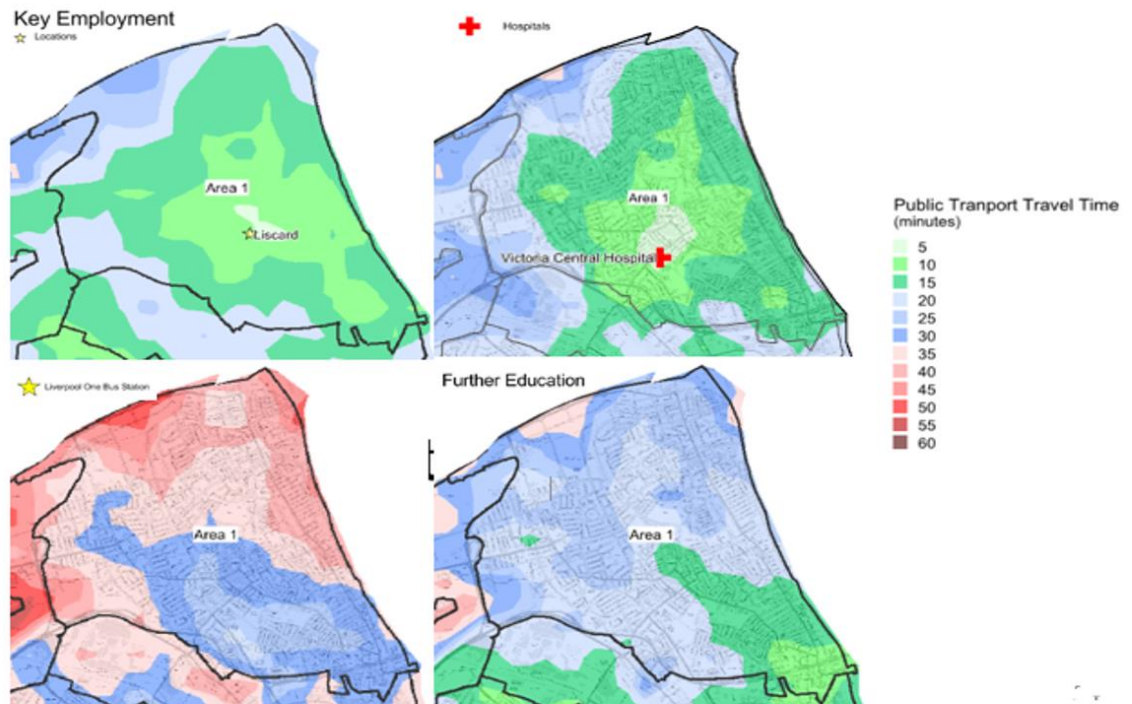 Key Employment
Locations
Hospitals
Area 1
Liscard
Area 1
Victoria Central Hospital
Public Tranport Travel Time
(minutes)
5
10
15
20
25
30
35
40
45
50
55
60
Liverpool One Bus Station
Further Education
Area 1
Area 1